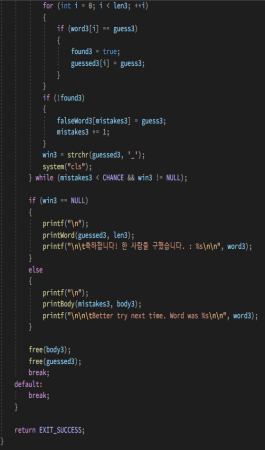 for (int i = 0; i < len3; ++i)
{
if (word3[i] == guess3)
{
found3 = true;
guessed3[i] = guess3;
}
}
if (!found3)
{
falseWord3[mistakes3] = guess3;
mistakes3 += 1;
}
win3 = strchr(guessed3, '_');
system("cls");
} while (mistakes3 < CHANCE && win3 != NULL);
if (win3 == NULL)
{
printf("\n");
printWord(guessed3, len3);
printf("\n\t축하합니다! 한 사람을 구했습니다. : %s\n\n", word3);
}
else
{
printf("\n");
printBody(mistakes3, body3);
printf("\n\n\tBetter try next time. Word was %s\n\n", word3);
}
free(body3);
free(guessed3);
break;
default:
break;
}
return EXIT_SUCCESS;
}